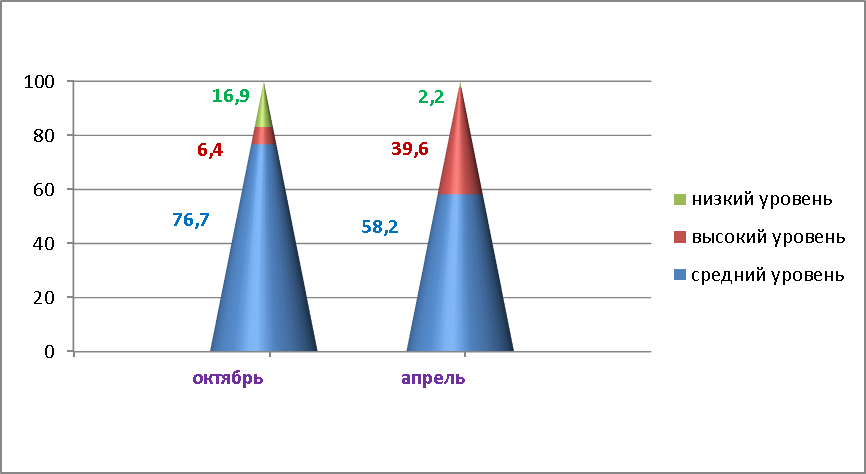 100
80
60
40
20
0
16,9
6,4
76,7
2,2
39,6
58,2
октябрь
апрель
низкий уровень
высокий уровень
средний уровень